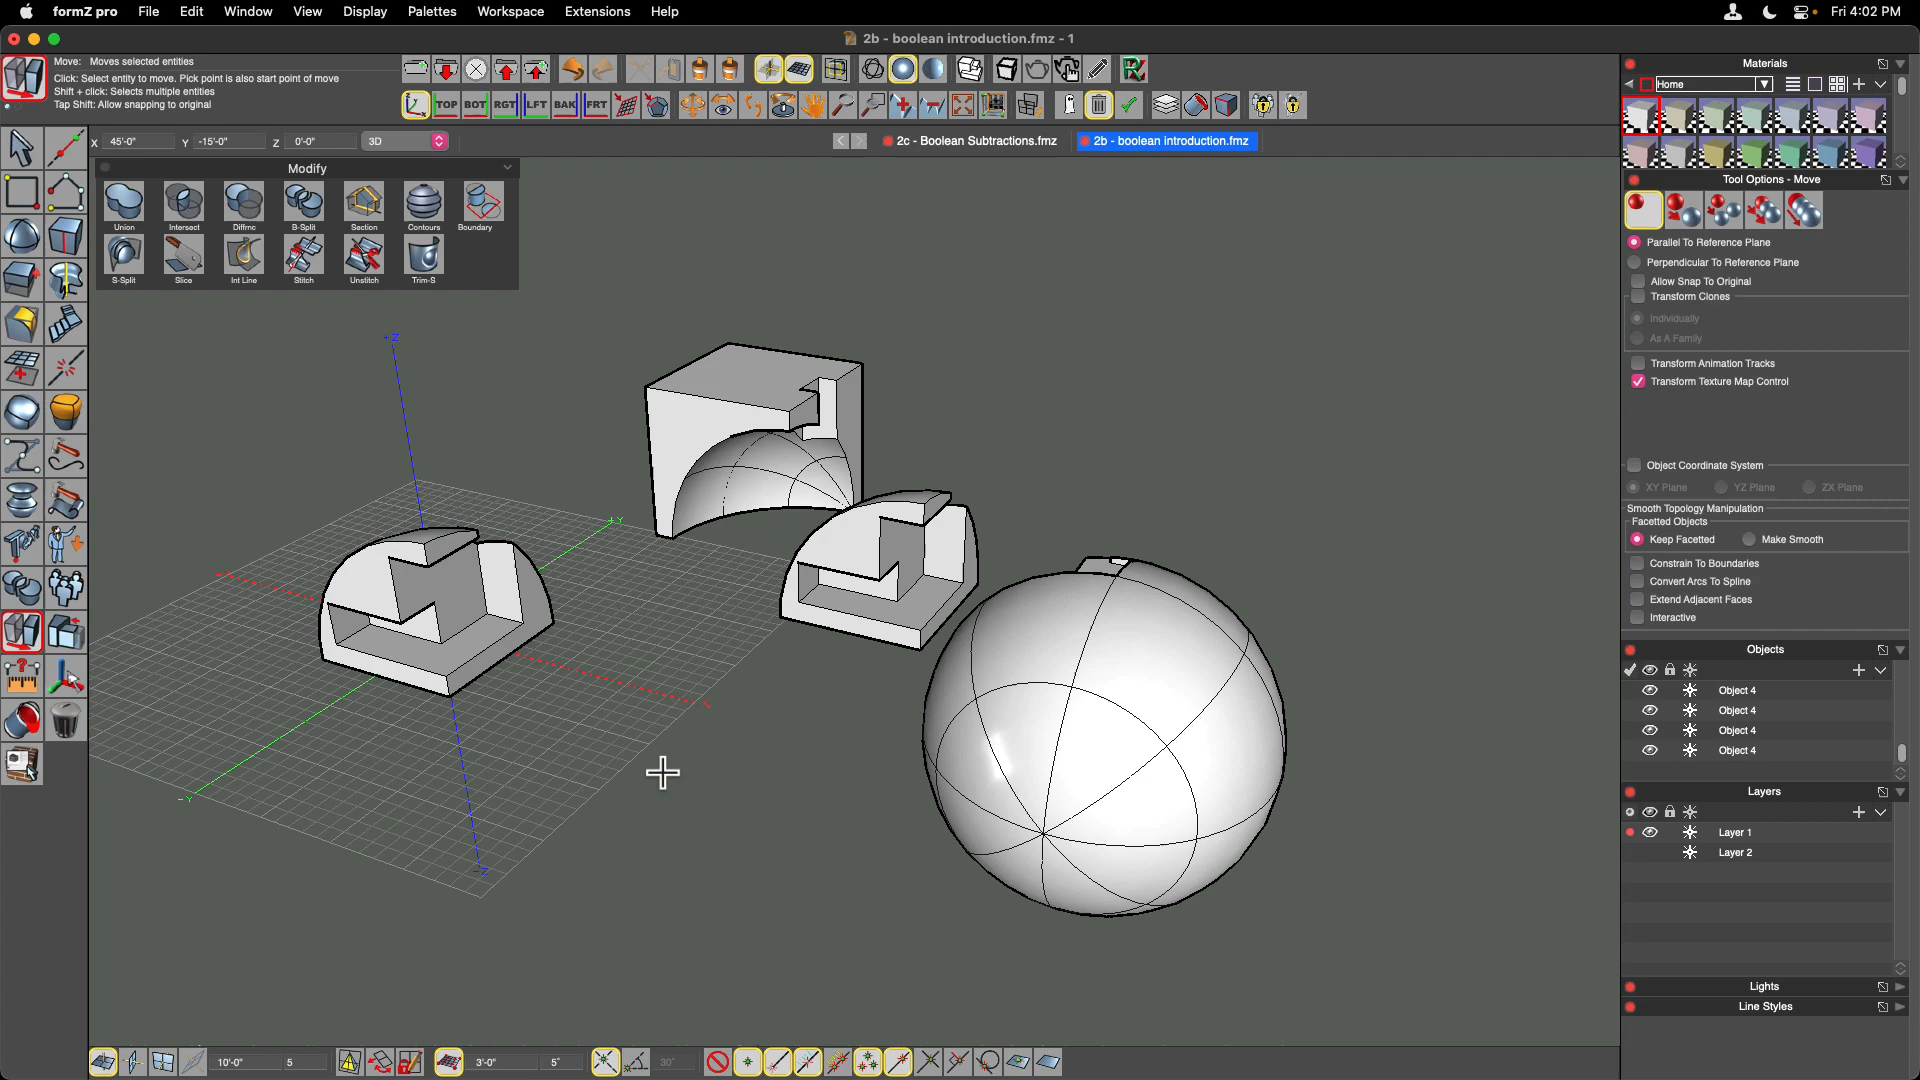 formZ pro File Edit Window View Display Palettes Workspace Extensions Help Fri 4:02 PM
2b - boolean introduction.fmz - 1
Move: Moves selected entities
Click: Select entity to move. Pick point is also start point of move
Shift + click: Selects multiple entities
Tap Shift: Allow snapping to original
TOP BOT RGT LFT BAK FRT
X 45'-0" Y -15'-0" Z 0'-0" 3D
2c - Boolean Subtractions.fmz 2b - boolean introduction.fmz
Modify
Union Intersect Diffrnc B-Split Section Contours Boundary
S-Split Slice Int Line Stitch Unstitch Trim-S
+Z
+Y
-Y
-Z
10'-0" 5 3'-0" 5° 30°
Materials
Home
Tool Options - Move
Parallel To Reference Plane
Perpendicular To Reference Plane
Allow Snap To Original
Transform Clones
Individually
As A Family
Transform Animation Tracks
Transform Texture Map Control
Object Coordinate System
XY Plane YZ Plane ZX Plane
Smooth Topology Manipulation
Facetted Objects
Keep Facetted Make Smooth
Constrain To Boundaries
Convert Arcs To Spline
Extend Adjacent Faces
Interactive
Objects
Object 4
Object 4
Object 4
Object 4
Layers
Layer 1
Layer 2
Lights
Line Styles